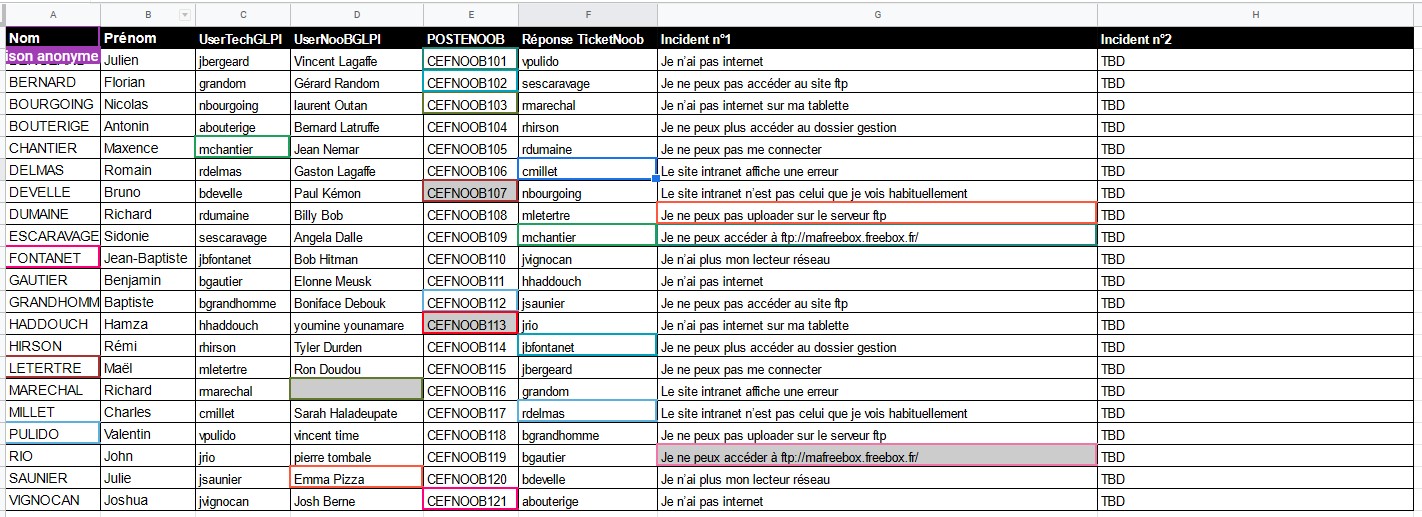 A B C D E F G H
Nom Prénom UserTechGLPI UserNooBGLPI POSTENOOB Réponse TicketNoob Incident n°1 Incident n°2
ison anonyme Julien jbergeard Vincent Lagaffe CEFNOOB101 vpulido Je n'ai pas internet TBD
BERNARD Florian grandom Gérard Random CEFNOOB102 sescaravage Je ne peux pas accéder au site ftp TBD
BOURGOING Nicolas nbourgoing laurent Outan CEFNOOB103 rmarechal Je n'ai pas internet sur ma tablette TBD
BOUTERIGE Antonin abouterige Bernard Latruffe CEFNOOB104 rhirson Je ne peux plus accéder au dossier gestion TBD
CHANTIER Maxence mchantier Jean Nemar CEFNOOB105 rdumaine Je ne peux pas me connecter TBD
DELMAS Romain rdelmas Gaston Lagaffe CEFNOOB106 cmillet Le site intranet affiche une erreur TBD
DEVELLE Bruno bdevelle Paul Kémon CEFNOOB107 nbourgoing Le site intranet n'est pas celui que je vois habituellement TBD
DUMAINE Richard rdumaine Billy Bob CEFNOOB108 mletertre Je ne peux pas uploader sur le serveur ftp TBD
ESCARAVAGE Sidonie sescaravage Angela Dalle CEFNOOB109 mchantier Je ne peux accéder à ftp://mafreebox.freebox.fr/ TBD
FONTANET Jean-Baptiste jbfontanet Bob Hitman CEFNOOB110 jvignocan Je n'ai plus mon lecteur réseau TBD
GAUTIER Benjamin bgautier Elonne Meusk CEFNOOB111 hhaddouch Je n'ai pas internet TBD
GRANDHOMM Baptiste bgrandhomme Boniface Debouk CEFNOOB112 jsaunier Je ne peux pas accéder au site ftp TBD
HADDOUCH Hamza hhaddouch youmine younamare CEFNOOB113 jrio Je n'ai pas internet sur ma tablette TBD
HIRSON Rémi rhirson Tyler Durden CEFNOOB114 jbfontanet Je ne peux plus accéder au dossier gestion TBD
LETERTRE Maël mletertre Ron Doudou CEFNOOB115 jbergeard Je ne peux pas me connecter TBD
MARECHAL Richard rmarechal CEFNOOB116 grandom Le site intranet affiche une erreur TBD
MILLET Charles cmillet Sarah Haladeupate CEFNOOB117 rdelmas Le site intranet n'est pas celui que je vois habituellement TBD
PULIDO Valentin vpulido vincent time CEFNOOB118 bgrandhomme Je ne peux pas uploader sur le serveur ftp TBD
RIO John jrio pierre tombale CEFNOOB119 bgautier Je ne peux accéder à ftp://mafreebox.freebox.fr/ TBD
SAUNIER Julie jsaunier Emma Pizza CEFNOOB120 bdevelle Je n'ai plus mon lecteur réseau TBD
VIGNOCAN Joshua jvignocan Josh Berne CEFNOOB121 abouterige Je n'ai pas internet TBD